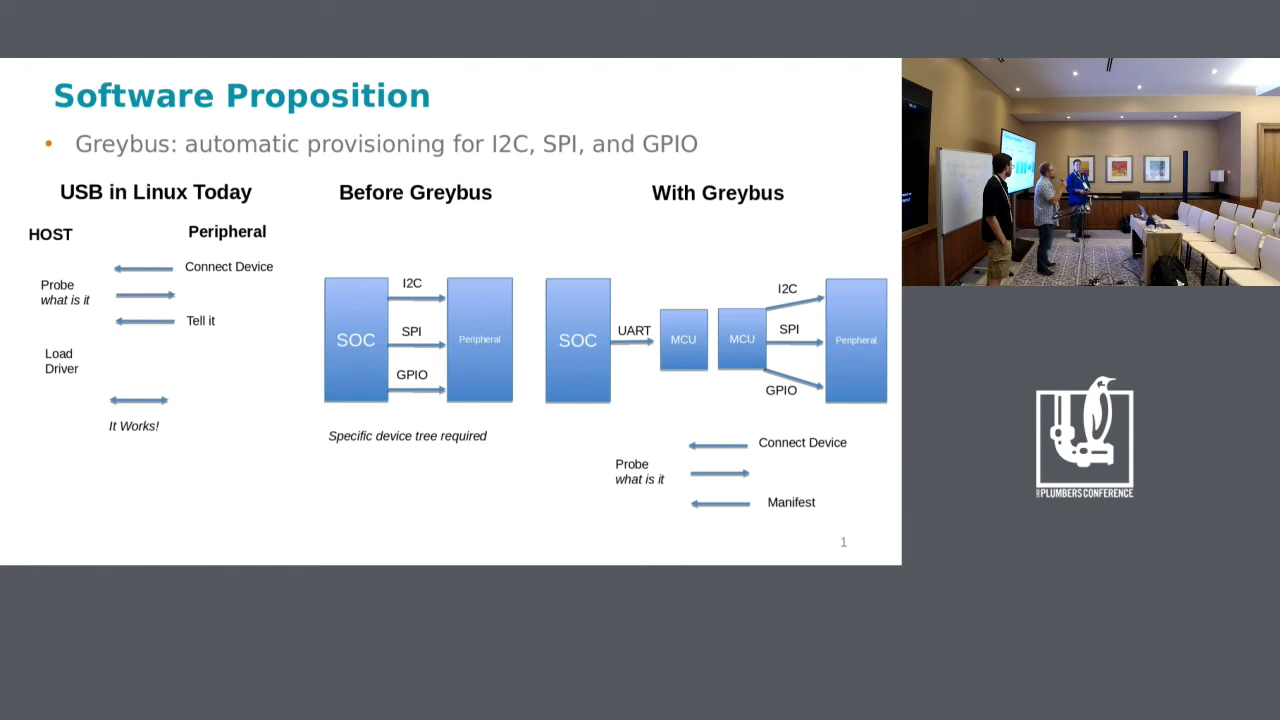 Software Proposition
• Greybus: automatic provisioning for I2C, SPI, and GPIO
USB in Linux Today
HOST
Peripheral
Connect Device
Probe
what is it
Tell it
Load
Driver
It Works!
Before Greybus
SOC
I2C
SPI
GPIO
Peripheral
Specific device tree required
With Greybus
SOC
UART
MCU
MCU
I2C
SPI
GPIO
Peripheral
Connect Device
Probe
what is it
Manifest
1
PLUMBERS CONFERENCE